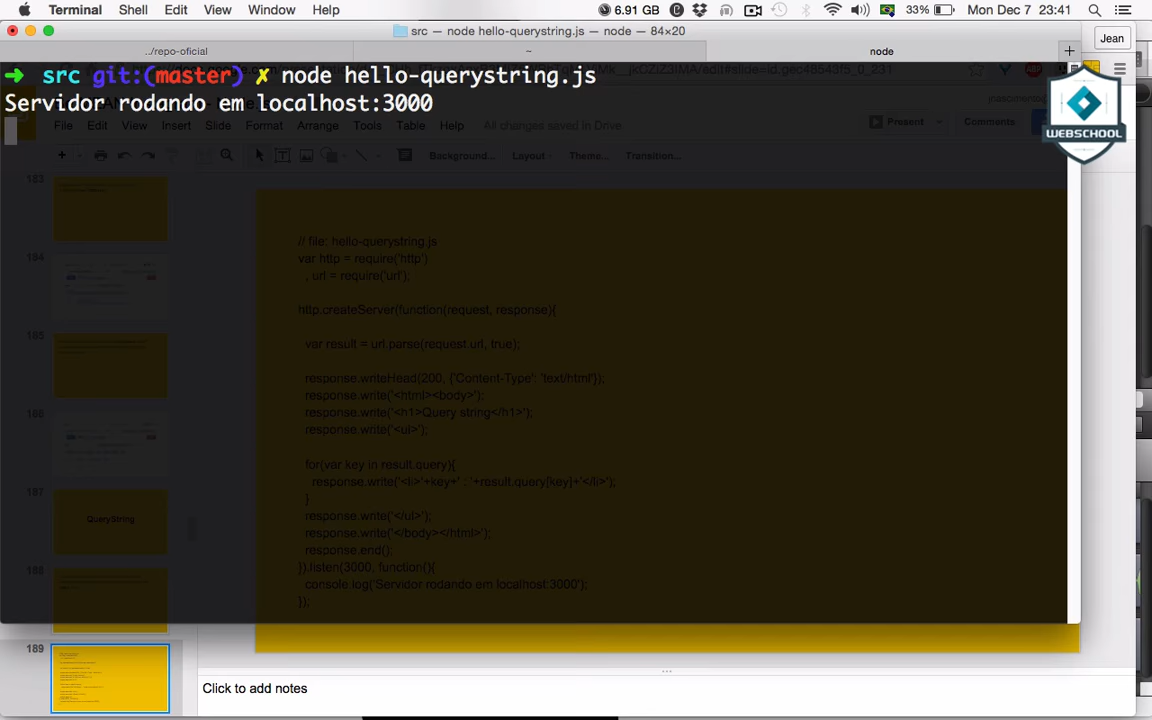 Terminal Shell Edit View Window Help 6.91 GB 33% Mon Dec 7 23:41
src — node hello-querystring.js — node — 84×20
../repo-oficial ~ node
Jean
➜ src git:(master) ✗ node hello-querystring.js
Servidor rodando em localhost:3000
WEBSCHOOL
File Edit View Insert Slide Format Arrange Tools Table Help All changes saved in Drive
Present Comments
Background... Layout Theme... Transition...
183
184
185
186
187
QueryString
188
189
// file: hello-querystring.js
var http = require('http')
, url = require('url');
http.createServer(function(request, response){
var result = url.parse(request.url, true);
response.writeHead(200, {'Content-Type': 'text/html'});
response.write('<html><body>');
response.write('<h1>Query string</h1>');
response.write('<ul>');
for(var key in result.query){
response.write('<li>'+key+' : '+result.query[key]+'</li>');
}
response.write('</ul>');
response.write('</body></html>');
response.end();
}).listen(3000, function(){
console.log('Servidor rodando em localhost:3000');
});
Click to add notes